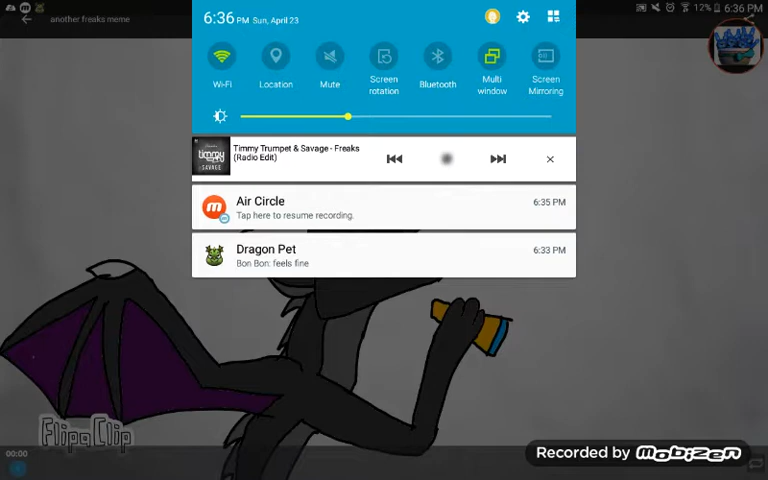 another freaks meme
12% 6:36 PM
6:36 PM Sun, April 23
Wi-Fi
Location
Mute
Screen rotation
Bluetooth
Multi window
Screen Mirroring
timmy
SAVAGE
Timmy Trumpet & Savage - Freaks
(Radio Edit)
Air Circle
6:35 PM
Tap here to resume recording.
Dragon Pet
6:33 PM
Bon Bon: feels fine
FlipaClip
00:00
Recorded by Mobizen